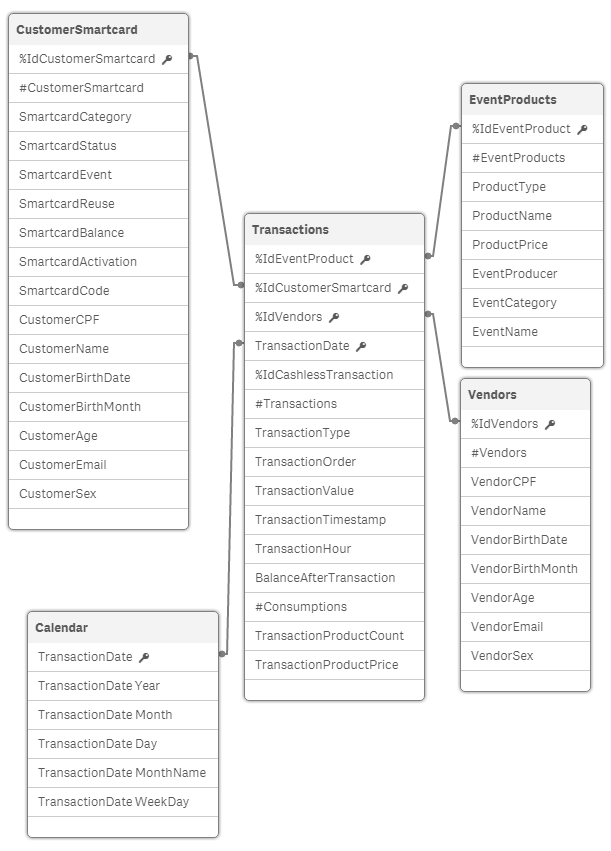 CustomerSmartcard
%IdCustomerSmartcard
#CustomerSmartcard
SmartcardCategory
SmartcardStatus
SmartcardEvent
SmartcardReuse
SmartcardBalance
SmartcardActivation
SmartcardCode
CustomerCPF
CustomerName
CustomerBirthDate
CustomerBirthMonth
CustomerAge
CustomerEmail
CustomerSex
EventProducts
%IdEventProduct
#EventProducts
ProductType
ProductName
ProductPrice
EventProducer
EventCategory
EventName
Transactions
%IdEventProduct
%IdCustomerSmartcard
%IdVendors
TransactionDate
%IdCashlessTransaction
#Transactions
TransactionType
TransactionOrder
TransactionValue
TransactionTimestamp
TransactionHour
BalanceAfterTransaction
#Consumptions
TransactionProductCount
TransactionProductPrice
Vendors
%IdVendors
#Vendors
VendorCPF
VendorName
VendorBirthDate
VendorBirthMonth
VendorAge
VendorEmail
VendorSex
Calendar
TransactionDate
TransactionDate Year
TransactionDate Month
TransactionDate Day
TransactionDate MonthName
TransactionDate WeekDay